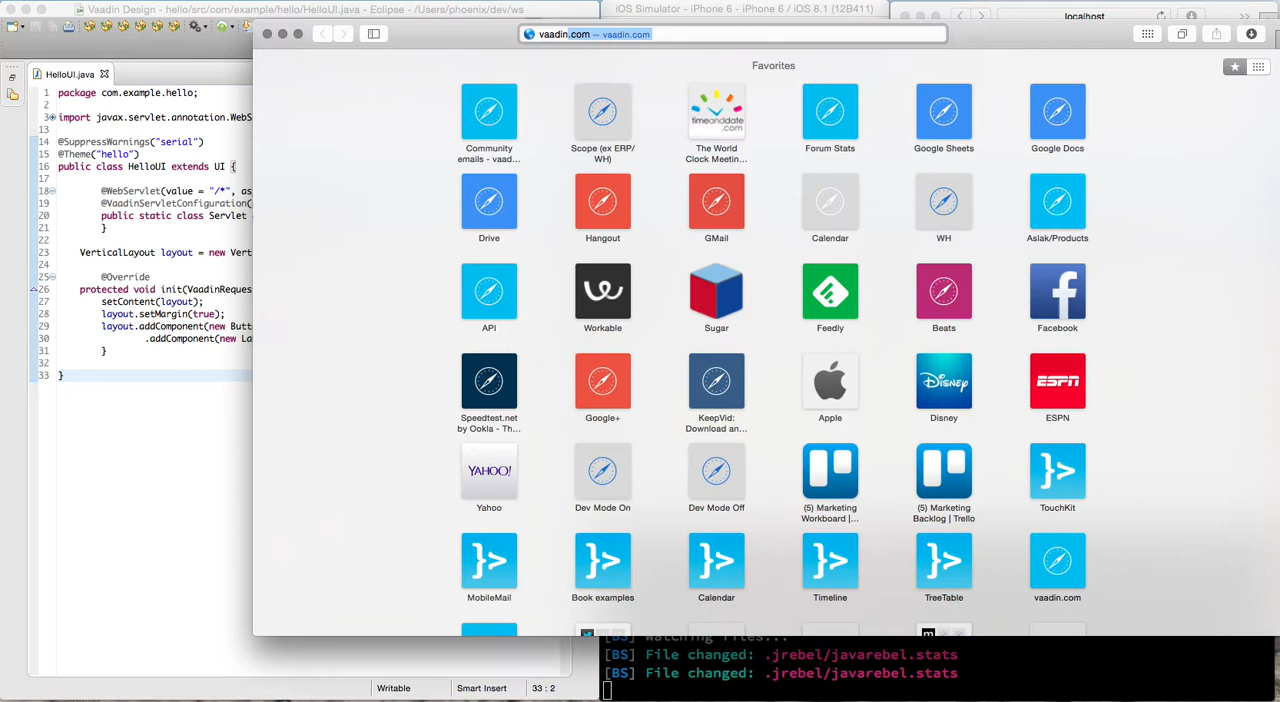 Vaadin Design - hello/src/com/example/hello/HelloUI.java - Eclipse - /Users/phoenix/dev/ws
iOS Simulator - iPhone 6 - iPhone 6 / iOS 8.1 (12B411)
localhost
vaadin.com — vaadin.com
HelloUI.java
Favorites
1 package com.example.hello;
3 import javax.servlet.annotation.WebS
13
14 @SuppressWarnings("serial")
15 @Theme("hello")
16 public class HelloUI extends UI {
17
18 @WebServlet(value = "/*", as
19 @VaadinServletConfiguration(
20 public static class Servlet
21 }
22
23 VerticalLayout layout = new Vert
24
25 @Override
26 protected void init(VaadinReques
27 setContent(layout);
28 layout.setMargin(true);
29 layout.addComponent(new Butt
30 .addComponent(new La
31 }
32
33 }
Community emails - vaad...
Scope (ex ERP/ WH)
timeanddate .com
The World Clock Meetin...
Forum Stats
Google Sheets
Google Docs
Drive
Hangout
GMail
Calendar
WH
Aslak/Products
API
Workable
Sugar
Feedly
Beats
Facebook
Disney
ESPN
Speedtest.net by Ookla - Th...
Google+
KeepVid: Download an...
Apple
Disney
ESPN
YAHOO!
Yahoo
Dev Mode On
Dev Mode Off
(5) Marketing Workboard |...
(5) Marketing Backlog | Trello
TouchKit
MobileMail
Book examples
Calendar
Timeline
TreeTable
vaadin.com
m
[BS] Watching files...
[BS] File changed: .jrebel/javarebel.stats
[BS] File changed: .jrebel/javarebel.stats
Writable
Smart Insert
33 : 2